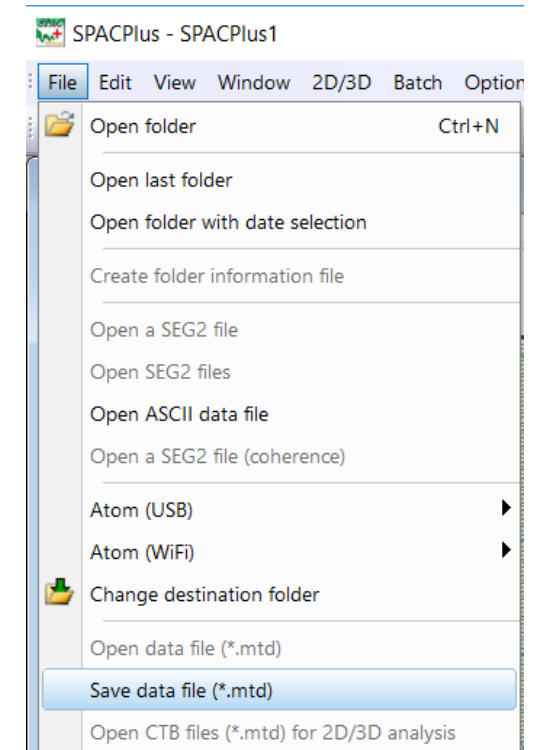 SPACPlus - SPACPlus1
File Edit View Window 2D/3D Batch Option
Open folder Ctrl+N
Open last folder
Open folder with date selection
Create folder information file
Open a SEG2 file
Open SEG2 files
Open ASCII data file
Open a SEG2 file (coherence)
Atom (USB)
Atom (WiFi)
Change destination folder
Open data file (*.mtd)
Save data file (*.mtd)
Open CTB files (*.mtd) for 2D/3D analysis